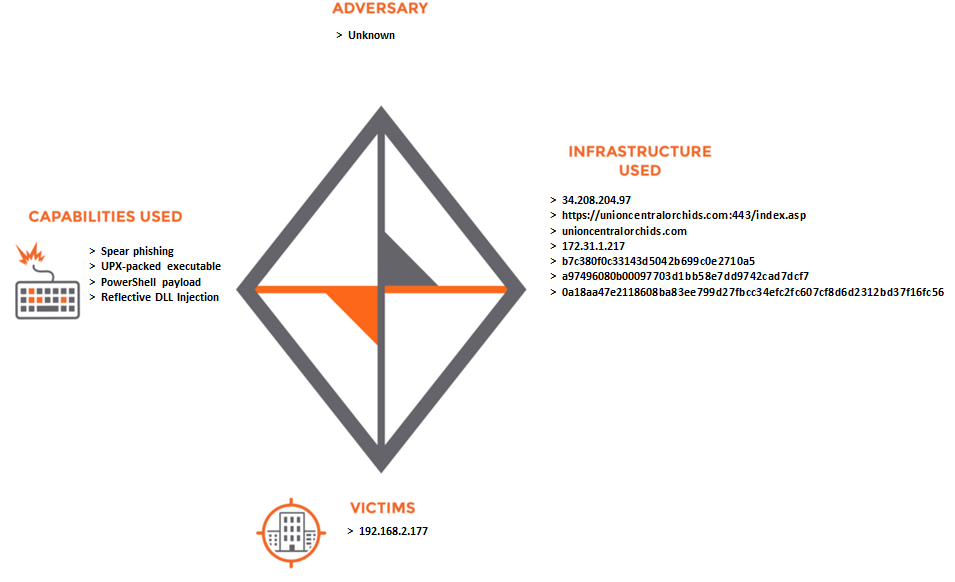 ADVERSARY
> Unknown
INFRASTRUCTURE
USED
> 34.208.204.97
> https://unioncentralorchids.com:443/index.asp
> unioncentralorchids.com
> 172.31.1.217
> b7c380f0c33143d5042b699c0e2710a5
> a97496080b00097703d1bb58e7dd9742cad7dcf7
> 0a18aa47e2118608ba83ee799d27fbcc34efc2fc607cf8d6d2312bd37f16fc56
CAPABILITIES USED
> Spear phishing
> UPX-packed executable
> PowerShell payload
> Reflective DLL Injection
VICTIMS
> 192.168.2.177